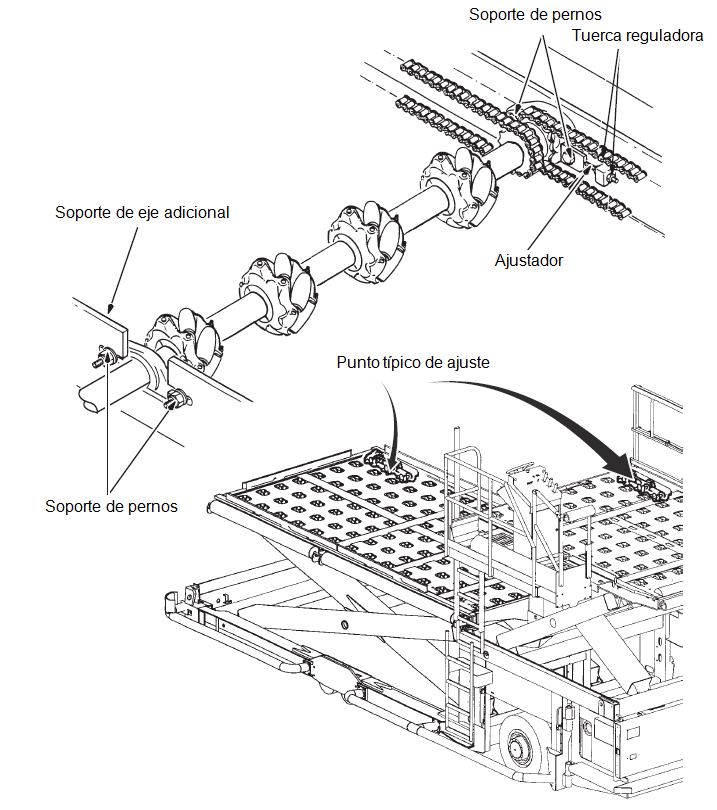 Soporte de pernos
Tuerca reguladora
Soporte de eje adicional
Ajustador
Punto típico de ajuste
Soporte de pernos